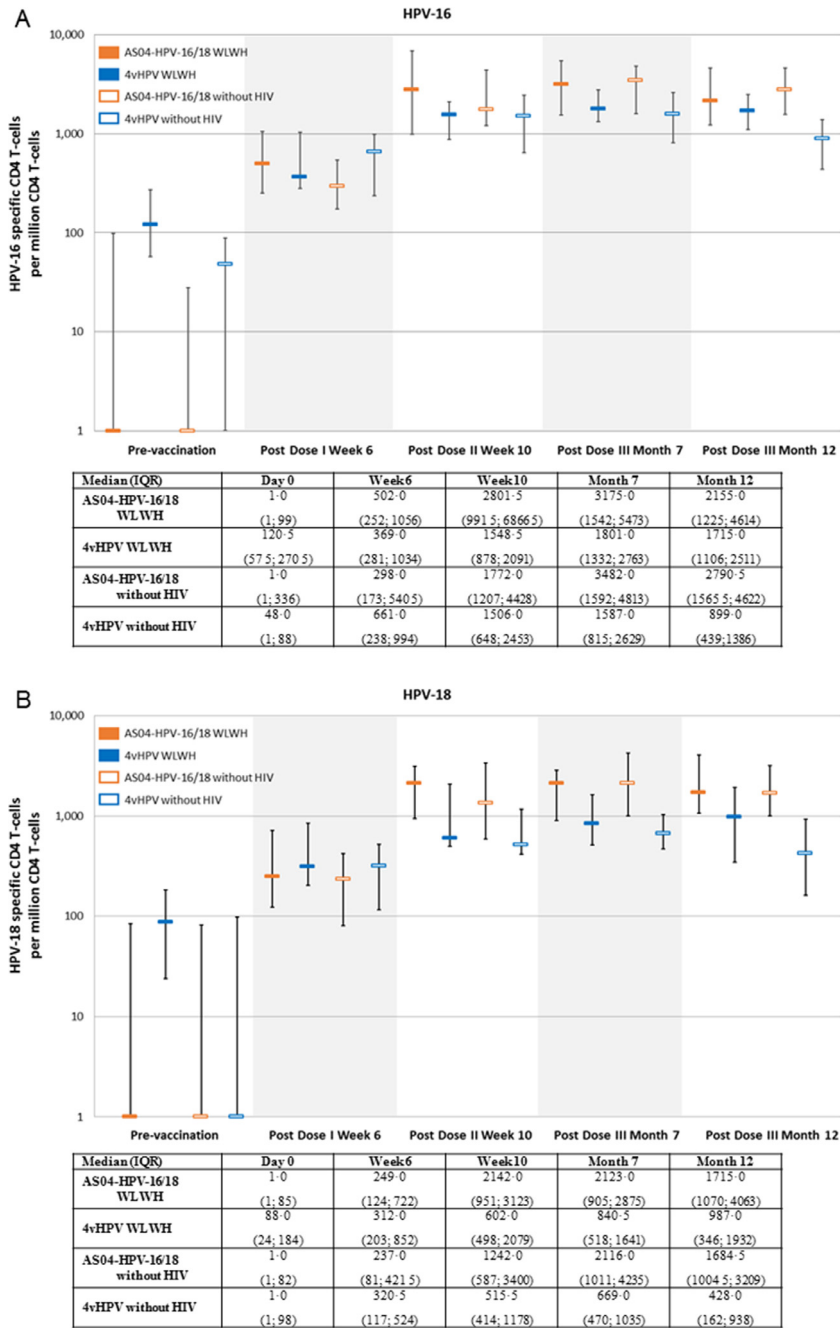 A
HPV-16
10,000
1,000
100
10
1
HPV-16 specific CD4 T-cells
per million CD4 T-cells
AS04-HPV-16/18 WLWH
4vHPV WLWH
AS04-HPV-16/18 without HIV
4vHPV without HIV
Pre-vaccination Post Dose I Week 6 Post Dose II Week 10 Post Dose III Month 7 Post Dose III Month 12
Median (IQR) Day 0 Week 6 Week 10 Month 7 Month 12
AS04-HPV-16/18 WLWH 1·0 502·0 2801·5 3175·0 2155·0
(1; 99) (252; 1056) (991 5; 6866 5) (1542; 5473) (1225; 4614)
4vHPV WLWH 120·5 369·0 1548·5 1801·0 1715·0
(57 5; 270 5) (281; 1034) (878; 2091) (1332; 2763) (1106; 2511)
AS04-HPV-16/18 without HIV 1·0 298·0 1772·0 3482·0 2790·5
(1; 336) (173; 540 5) (1207; 4428) (1592; 4813) (1565 5; 4622)
4vHPV without HIV 48·0 661·0 1506·0 1587·0 899·0
(1; 88) (238; 994) (648; 2453) (815; 2629) (439;1386)
B
HPV-18
10,000
1,000
100
10
1
HPV-18 specific CD4 T-cells
per million CD4 T-cells
AS04-HPV-16/18 WLWH
4vHPV WLWH
AS04-HPV-16/18 without HIV
4vHPV without HIV
Pre-vaccination Post Dose I Week 6 Post Dose II Week 10 Post Dose III Month 7 Post Dose III Month 12
Median (IQR) Day 0 Week 6 Week 10 Month 7 Month 12
AS04-HPV-16/18 WLWH 1·0 249·0 2142·0 2123·0 1715·0
(1; 85) (124; 722) (951; 3123) (905; 2875) (1070; 4063)
4vHPV WLWH 88·0 312·0 602·0 840·5 987·0
(24; 184) (203; 852) (498; 2079) (518; 1641) (346; 1932)
AS04-HPV-16/18 without HIV 1·0 237·0 1242·0 2116·0 1684·5
(1; 82) (81; 421 5) (587; 3400) (1011; 4235) (1004 5; 3209)
4vHPV without HIV 1·0 320·5 515·5 669·0 428·0
(1; 98) (117; 524) (414; 1178) (470; 1035) (162; 938)